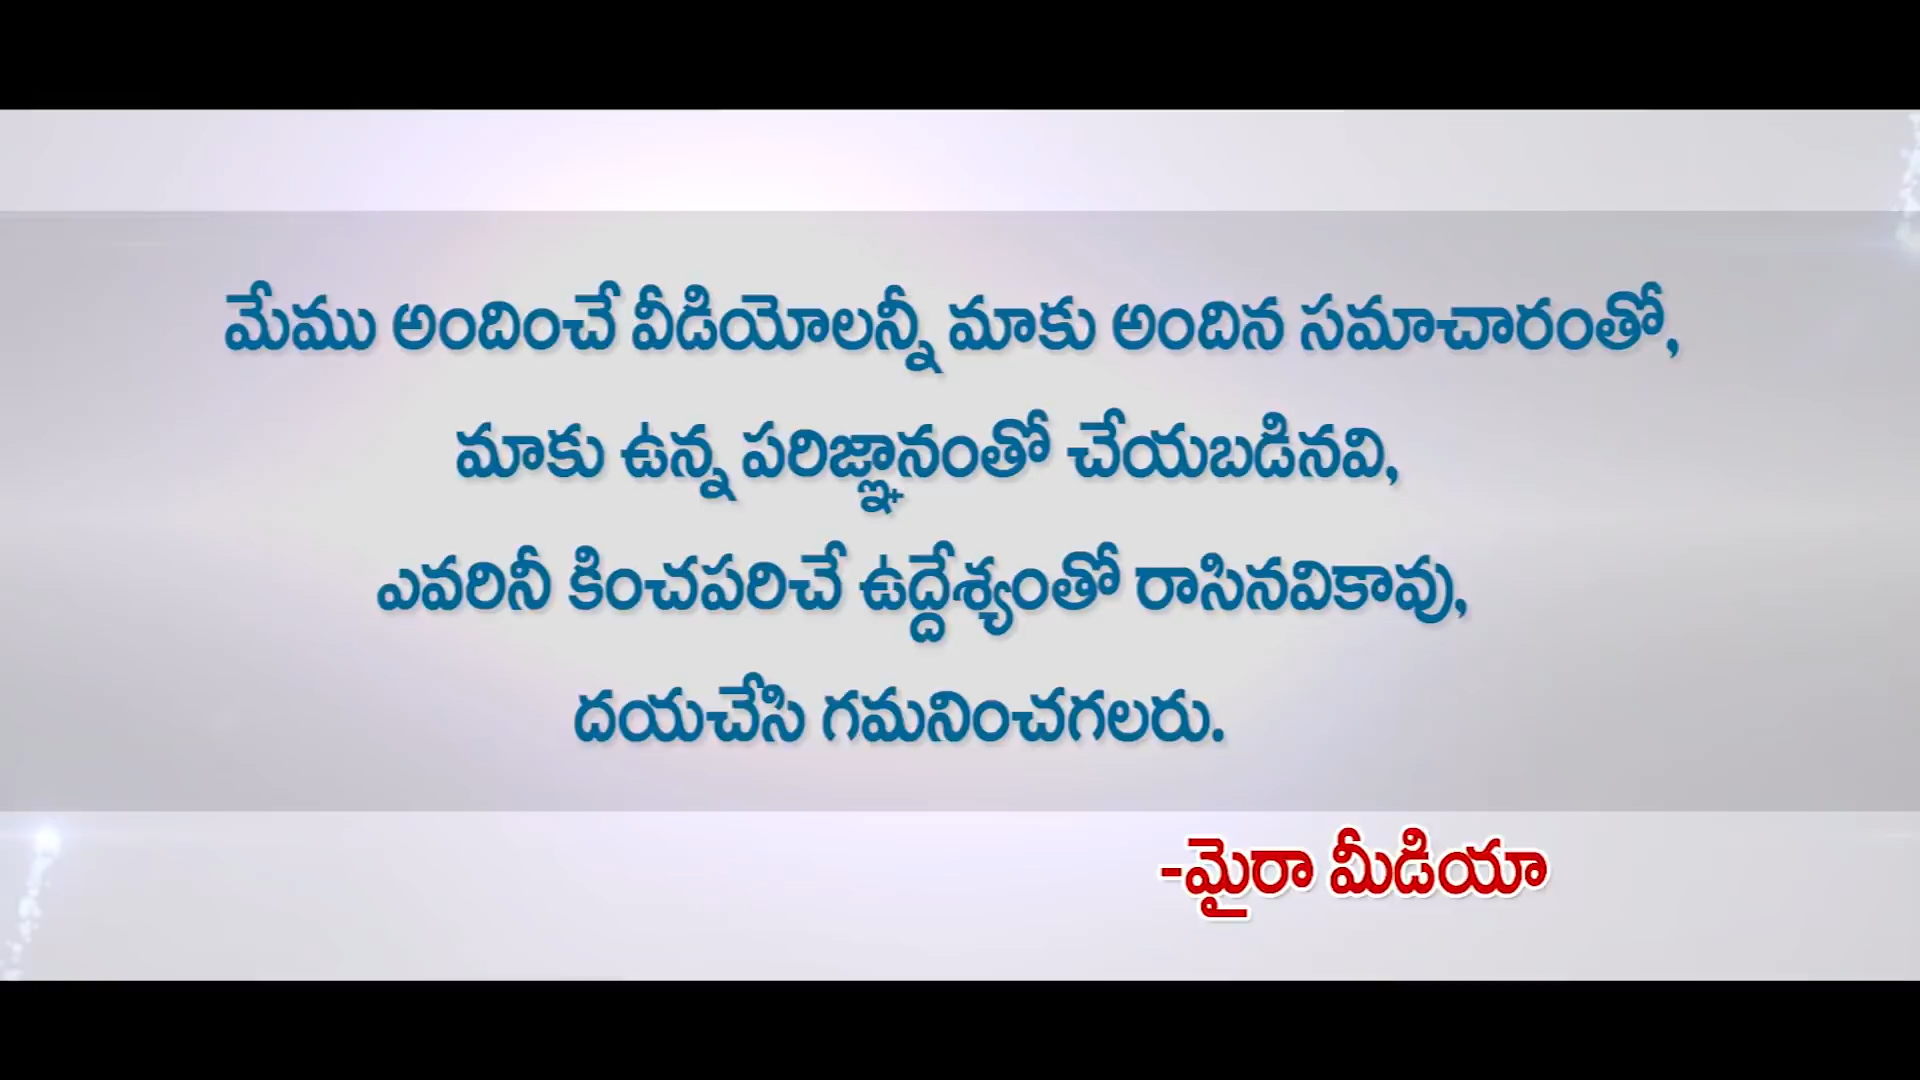 మేము అందించే వీడియోలన్నీ మాకు అందిన సమాచారంతో,
మాకు ఉన్న పరిజ్ఞానంతో చేయబడినవి,
ఎవరినీ కించపరిచే ఉద్దేశ్యంతో రాసినవికావు,
దయచేసి గమనించగలరు.
-మైరా మీడియా